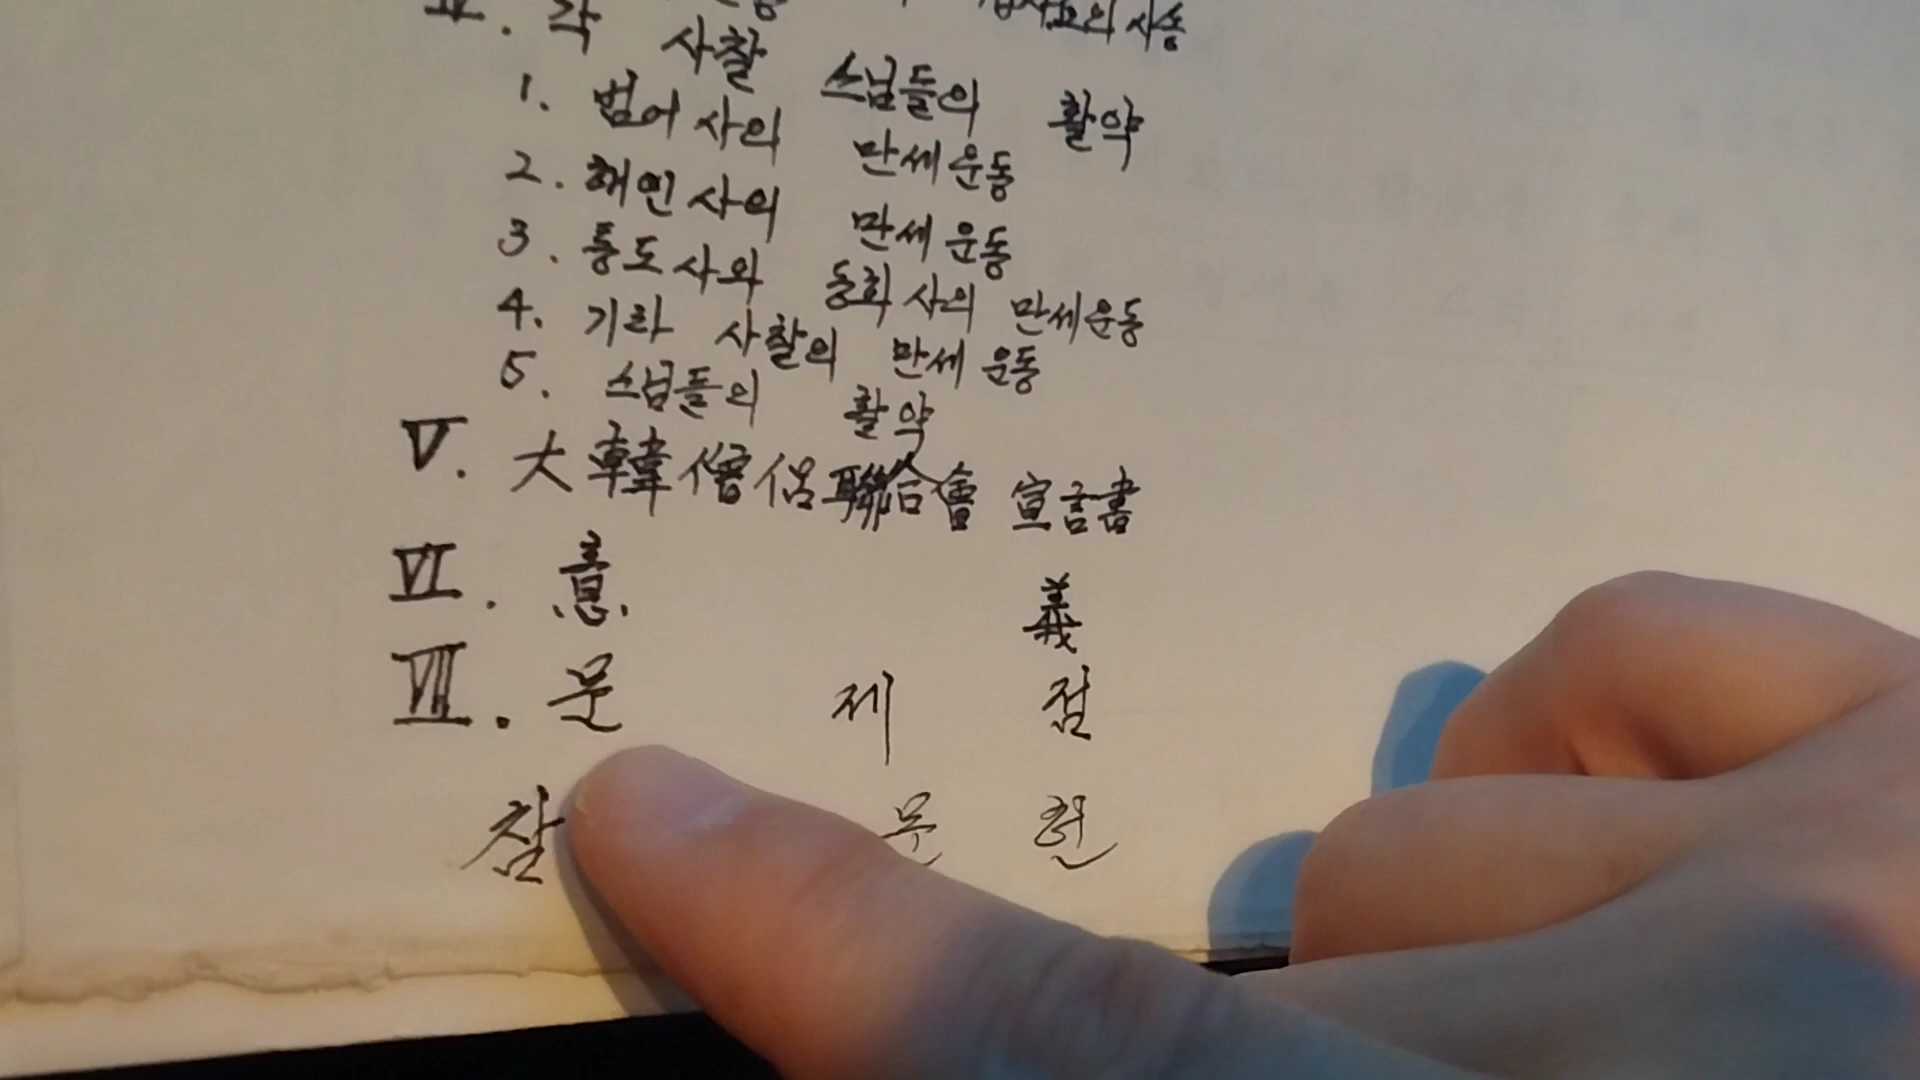 사동
Ⅳ. 각 사찰 스님들의 활약
1. 범어사의 만세운동
2. 해인사의 만세운동
3. 통도사와 동화사의 만세운동
4. 기타 사찰의 만세운동
5. 스님들의 활약
Ⅴ. 大韓僧侶聯合會 宣言書
Ⅵ. 意 義
Ⅶ. 문 제 점
참 문 헌